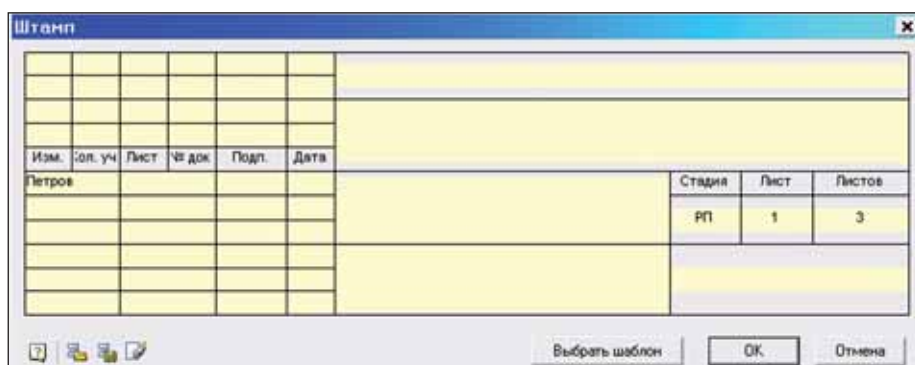 Штамп
Изм. Кол. уч Лист № док Подп. Дата
Петров
Стадия Лист Листов
РП 1 3
Выбрать шаблон OK Отмена